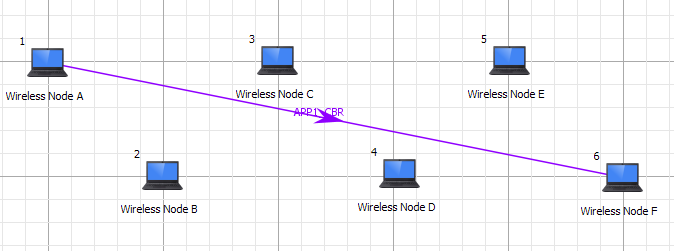 1
Wireless Node A
3
Wireless Node C
5
Wireless Node E
APP1_CBR
2
Wireless Node B
4
Wireless Node D
6
Wireless Node F